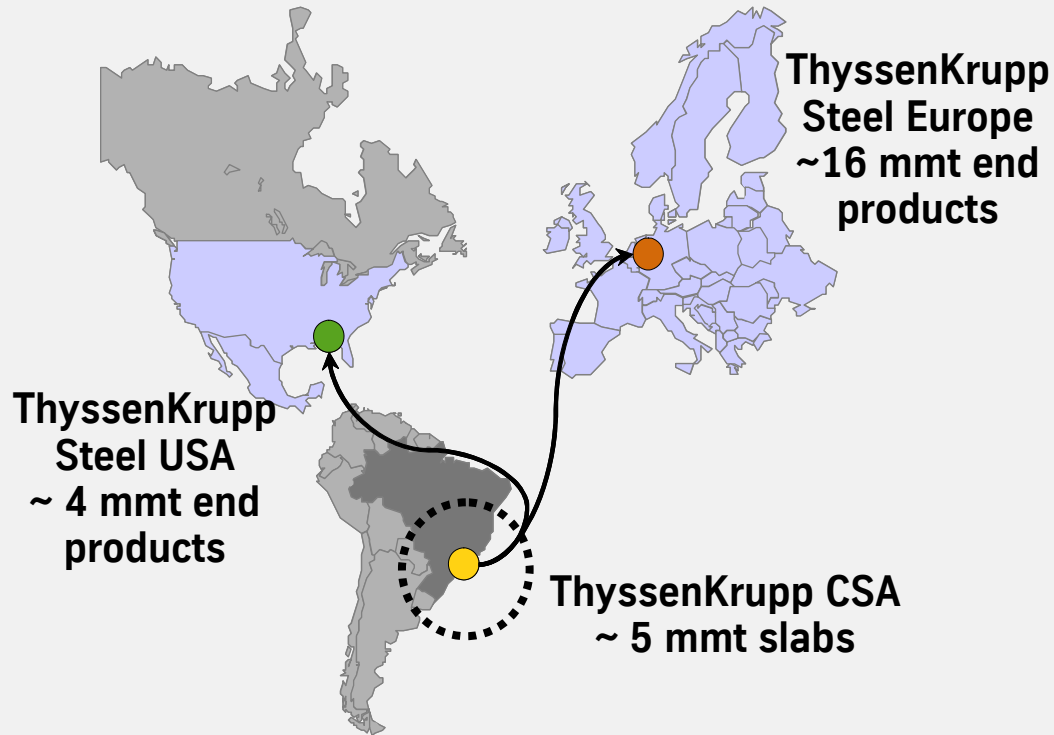 ThyssenKrupp
Steel Europe
~16 mmt end
products
ThyssenKrupp
Steel USA
~ 4 mmt end
products
ThyssenKrupp CSA
~ 5 mmt slabs